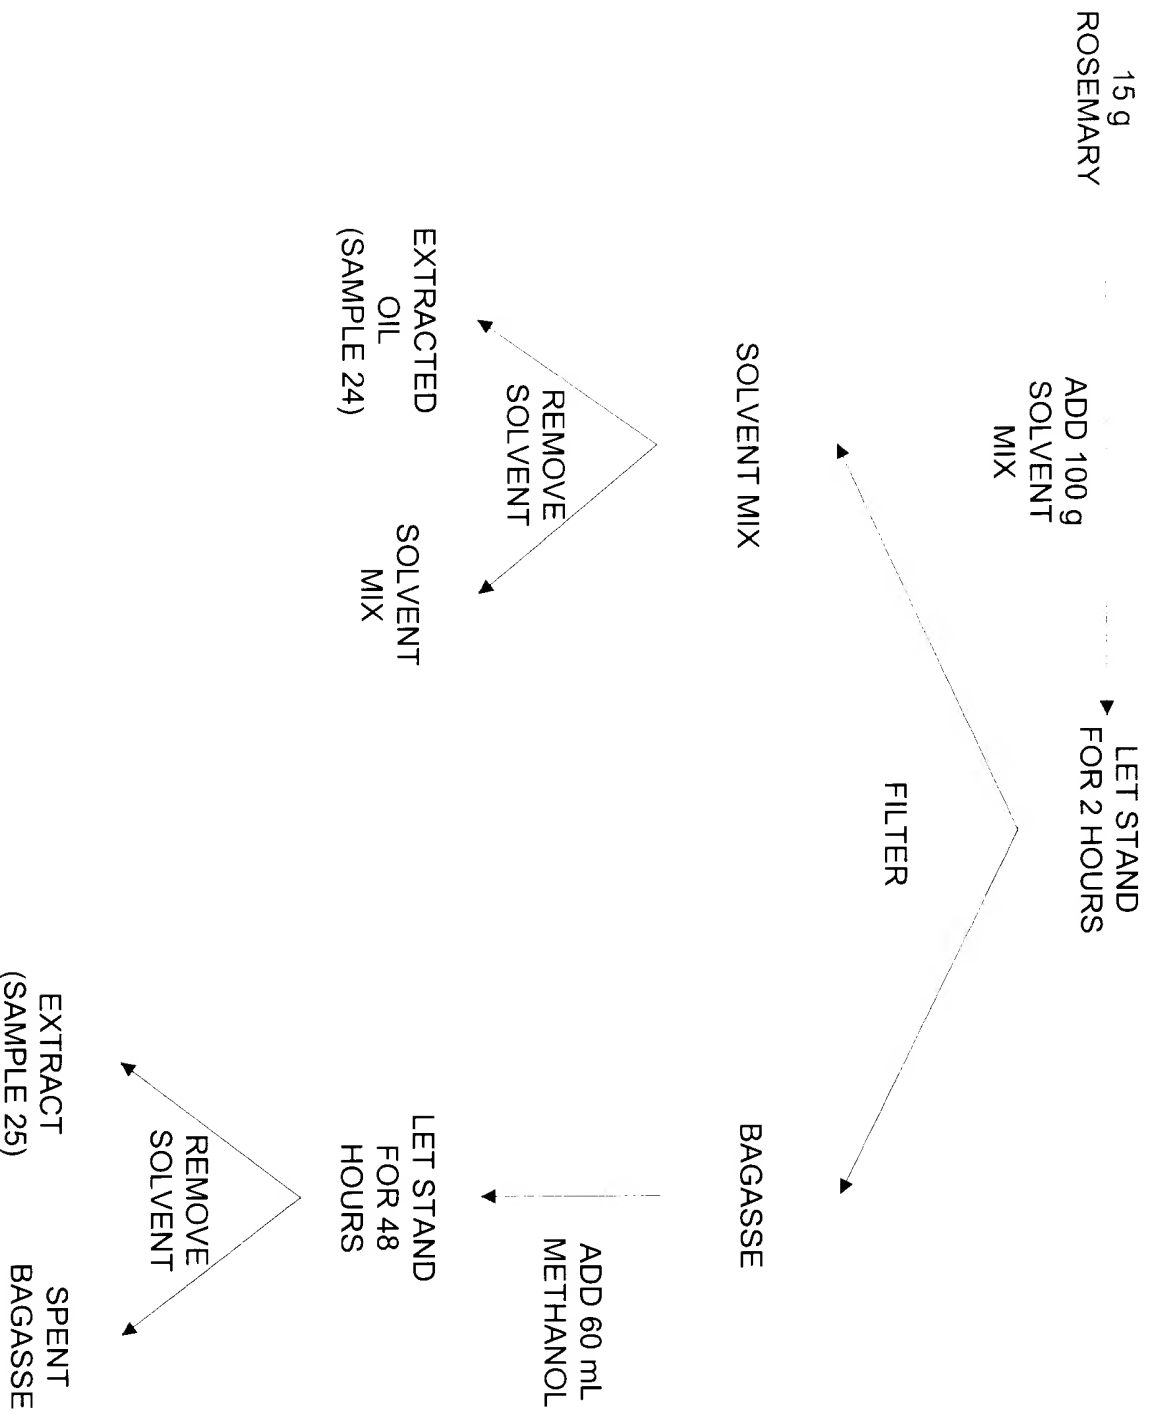 15 g
ROSEMARY
ADD 100 g
SOLVENT
MIX
LET STAND
FOR 2 HOURS
FILTER
SOLVENT MIX
BAGASSE
REMOVE
SOLVENT
ADD 60 mL
METHANOL
EXTRACTED
OIL
(SAMPLE 24)
SOLVENT
MIX
LET STAND
FOR 48
HOURS
REMOVE
SOLVENT
EXTRACT
(SAMPLE 25)
SPENT
BAGASSE